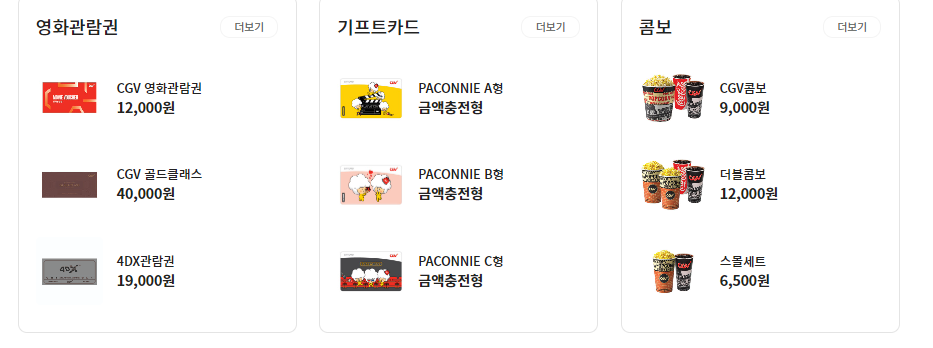 영화관람권
더보기
CGV 영화관람권
12,000원
CGV 골드클래스
40,000원
4DX관람권
19,000원
기프트카드
더보기
PACONNIE A형
금액충전형
PACONNIE B형
금액충전형
PACONNIE C형
금액충전형
콤보
더보기
CGV콤보
9,000원
더블콤보
12,000원
스몰세트
6,500원